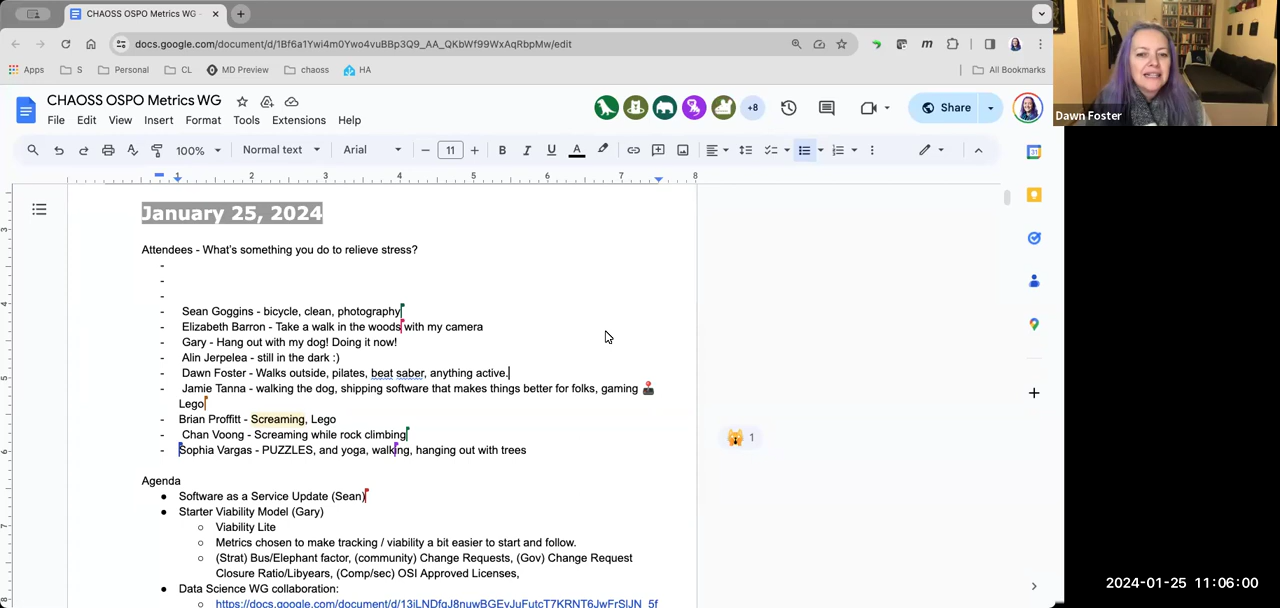 CHAOSS OSPO Metrics WG -
docs.google.com/document/d/1Bf6a1Ywi4m0Ywo4vuBBp3Q9_AA_QKbWf99WxAqRbpMw/edit
Apps S Personal CL MD Preview chaoss HA All Bookmarks
CHAOSS OSPO Metrics WG
+8 Share
File Edit View Insert Format Tools Extensions Help
100% Normal text Arial 11
1 2 3 4 5 6 7 8
January 25, 2024
Attendees - What's something you do to relieve stress?
-
-
-
- Sean Goggins - bicycle, clean, photography
- Elizabeth Barron - Take a walk in the woods with my camera
- Gary - Hang out with my dog! Doing it now!
- Alin Jerpelea - still in the dark :)
- Dawn Foster - Walks outside, pilates, beat saber, anything active.
- Jamie Tanna - walking the dog, shipping software that makes things better for folks, gaming 🕹️
Lego
- Brian Proffitt - Screaming, Lego
- Chan Voong - Screaming while rock climbing
- Sophia Vargas - PUZZLES, and yoga, walking, hanging out with trees
🙀 1
Agenda
● Software as a Service Update (Sean)
● Starter Viability Model (Gary)
○ Viability Lite
○ Metrics chosen to make tracking / viability a bit easier to start and follow.
○ (Strat) Bus/Elephant factor, (community) Change Requests, (Gov) Change Request
Closure Ratio/Libyears, (Comp/sec) OSI Approved Licenses,
● Data Science WG collaboration:
Dawn Foster
2024-01-25 11:06:00